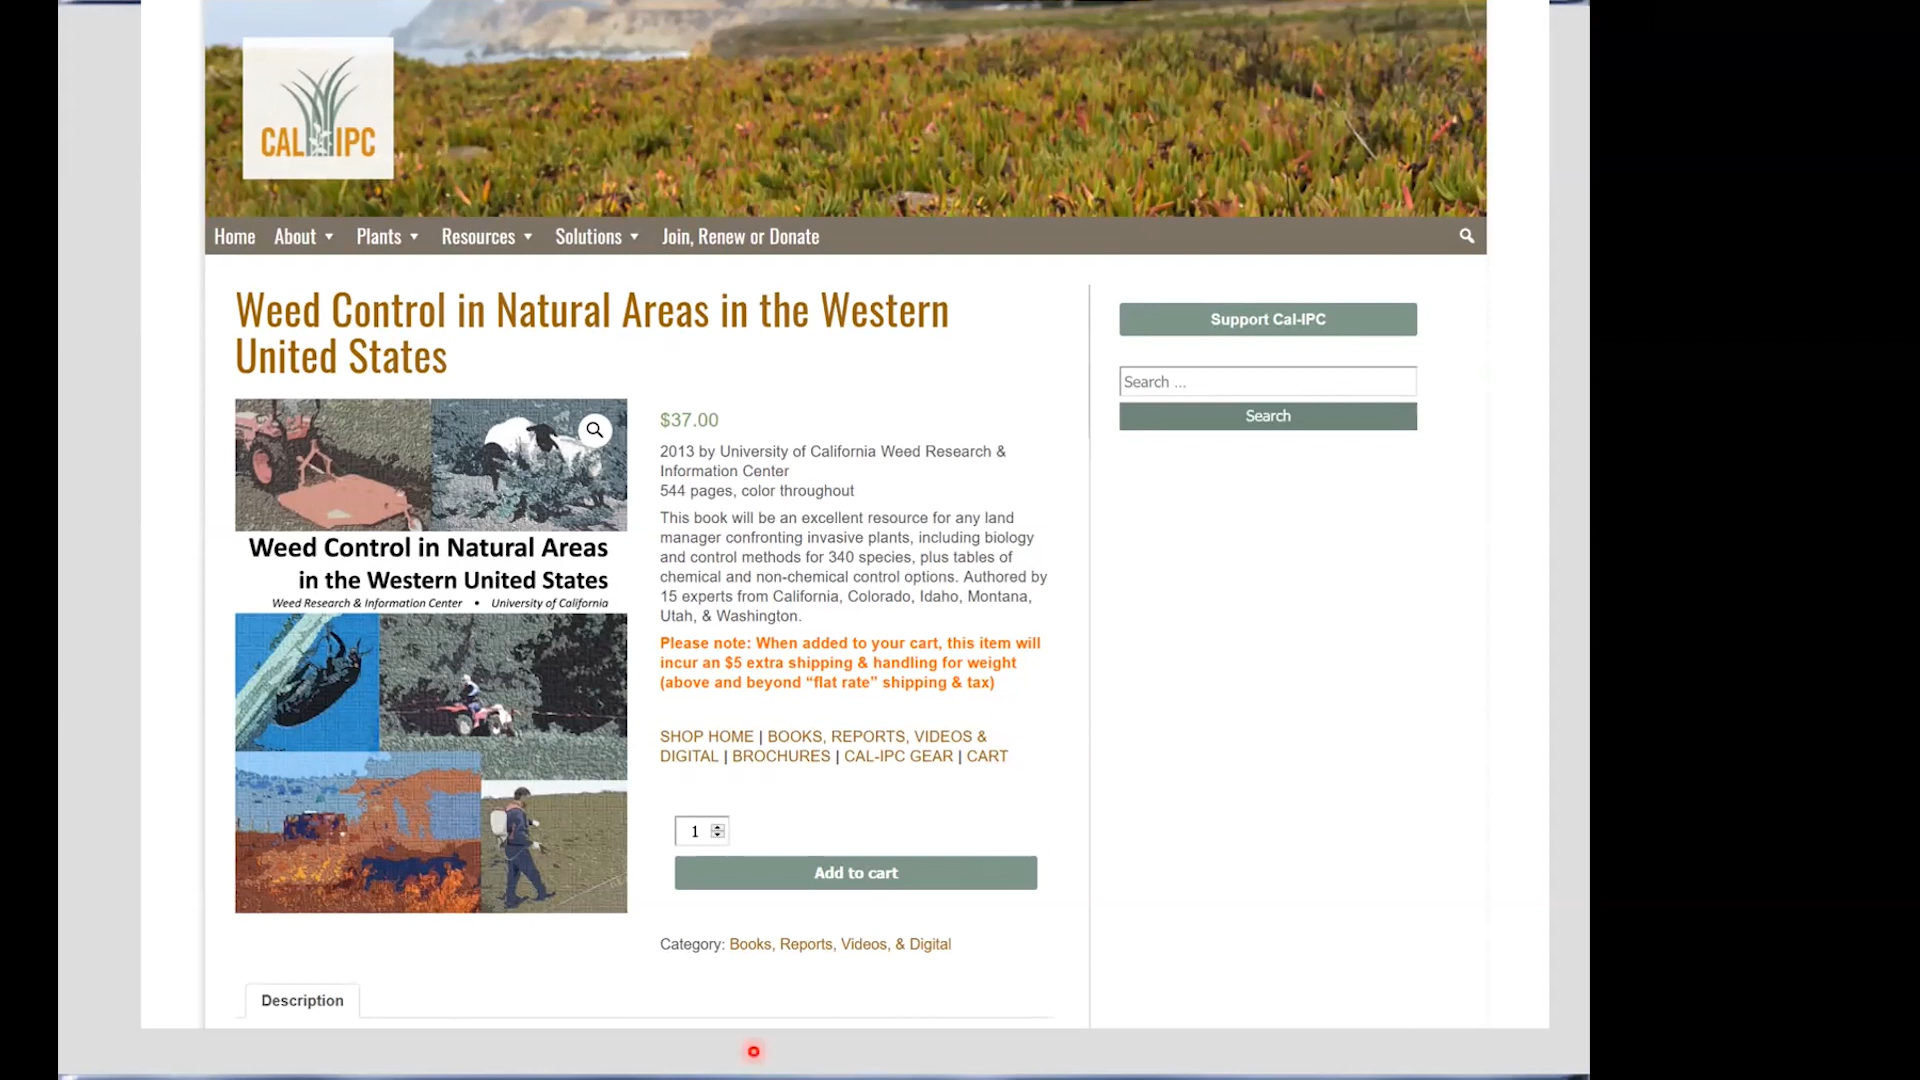 CAL IPC
Home About Plants Resources Solutions Join, Renew or Donate
Weed Control in Natural Areas in the Western
United States
Support Cal-IPC
Search ...
Search
$37.00
2013 by University of California Weed Research &
Information Center
544 pages, color throughout
This book will be an excellent resource for any land
manager confronting invasive plants, including biology
and control methods for 340 species, plus tables of
chemical and non-chemical control options. Authored by
15 experts from California, Colorado, Idaho, Montana,
Utah, & Washington.
Please note: When added to your cart, this item will
incur an $5 extra shipping & handling for weight
(above and beyond “flat rate” shipping & tax)
Weed Control in Natural Areas
in the Western United States
Weed Research & Information Center • University of California
SHOP HOME | BOOKS, REPORTS, VIDEOS &
DIGITAL | BROCHURES | CAL-IPC GEAR | CART
1
Add to cart
Category: Books, Reports, Videos, & Digital
Description